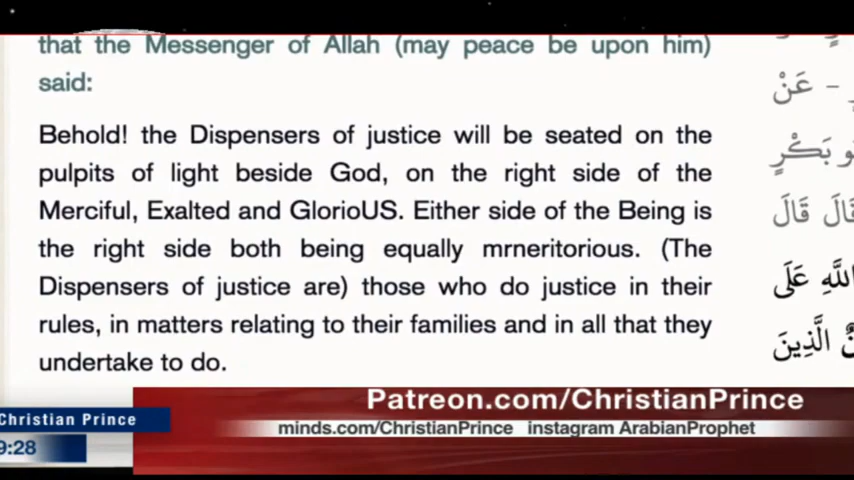 that the Messenger of Allah (may peace be upon him)
said:
Behold! the Dispensers of justice will be seated on the
pulpits of light beside God, on the right side of the
Merciful, Exalted and GlorioUS. Either side of the Being is
the right side both being equally mrneritorious. (The
Dispensers of justice are) those who do justice in their
rules, in matters relating to their families and in all that they
undertake to do.
– عَنْ
بَكْرٍ
قَالَ قَالَ
اللَّهِ عَلَى
الَّذِينَ
Patreon.com/ChristianPrince
Christian Prince
minds.com/ChristianPrince instagram ArabianProphet
9:28